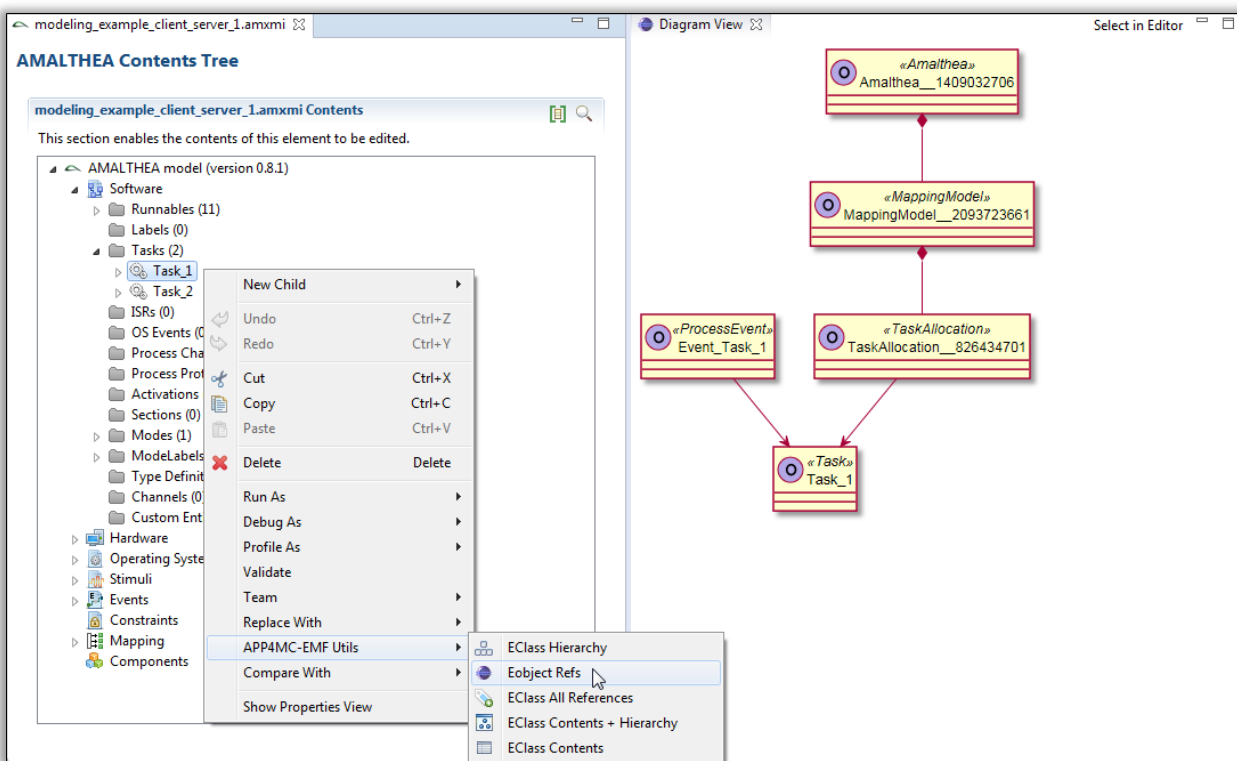 modeling_example_client_server_1.amxmi
AMALTHEA Contents Tree
modeling_example_client_server_1.amxmi Contents
This section enables the contents of this element to be edited.
AMALTHEA model (version 0.8.1)
Software
Runnables (11)
Labels (0)
Tasks (2)
Task_1
Task_2
ISRs (0)
OS Events (0
Process Cha
Process Prot
Activations
Sections (0)
Modes (1)
ModeLabels
Type Definit
Channels (0
Custom Ent
Hardware
Operating Syste
Stimuli
Events
Constraints
Mapping
Components
New Child
Undo Ctrl+Z
Redo Ctrl+Y
Cut Ctrl+X
Copy Ctrl+C
Paste Ctrl+V
Delete Delete
Run As
Debug As
Profile As
Validate
Team
Replace With
APP4MC-EMF Utils
Compare With
Show Properties View
EClass Hierarchy
Eobject Refs
EClass All References
EClass Contents + Hierarchy
EClass Contents
Diagram View
Select in Editor
O
«Amalthea»
Amalthea__1409032706
O
«MappingModel»
MappingModel__2093723661
O
«ProcessEvent»
Event_Task_1
O
«TaskAllocation»
TaskAllocation__826434701
O
«Task»
Task_1